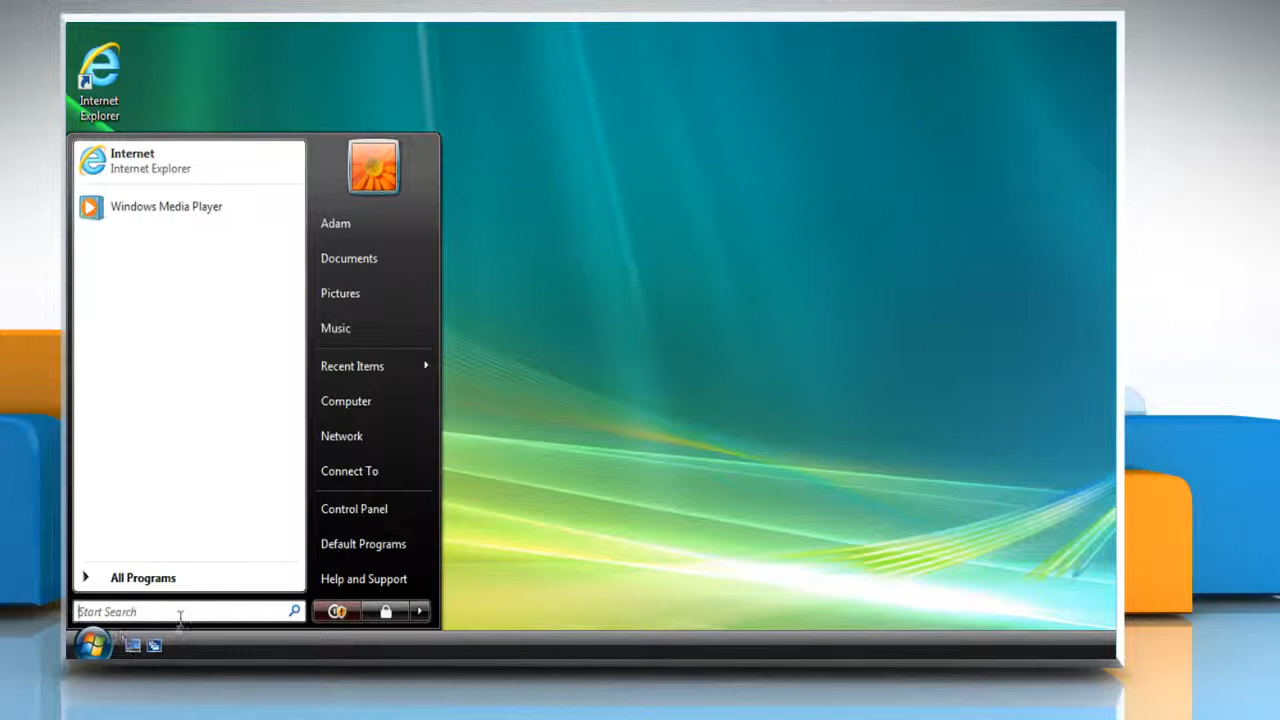 Internet
Explorer
Internet
Internet Explorer
Windows Media Player
All Programs
Start Search
Adam
Documents
Pictures
Music
Recent Items
Computer
Network
Connect To
Control Panel
Default Programs
Help and Support